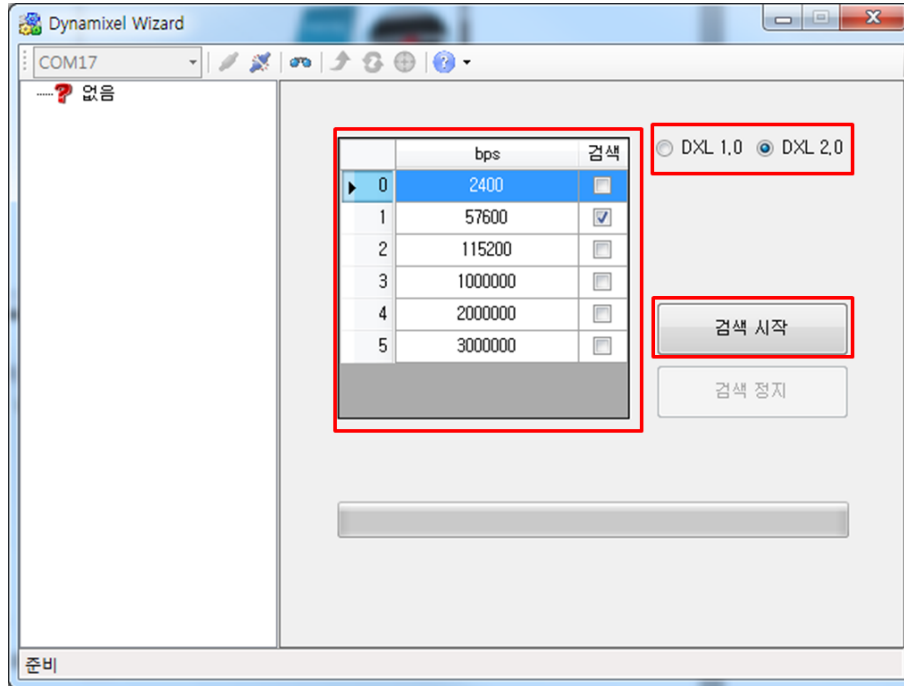 Dynamixel Wizard
COM17
없음
bps 검색
DXL 1.0 DXL 2.0
0 2400
1 57600
2 115200
3 1000000
4 2000000
5 3000000
검색 시작
검색 정지
준비